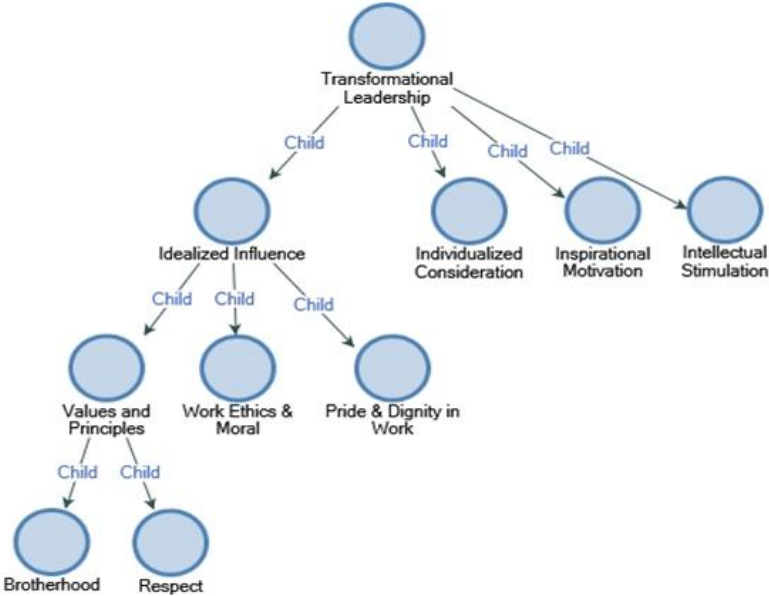 Transformational
Leadership
Child
Child
Child
Child
Idealized Influence
Individualized
Consideration
Inspirational
Motivation
Intellectual
Stimulation
Child
Child
Child
Values and
Principles
Work Ethics &
Moral
Pride & Dignity in
Work
Child
Child
Brotherhood
Respect